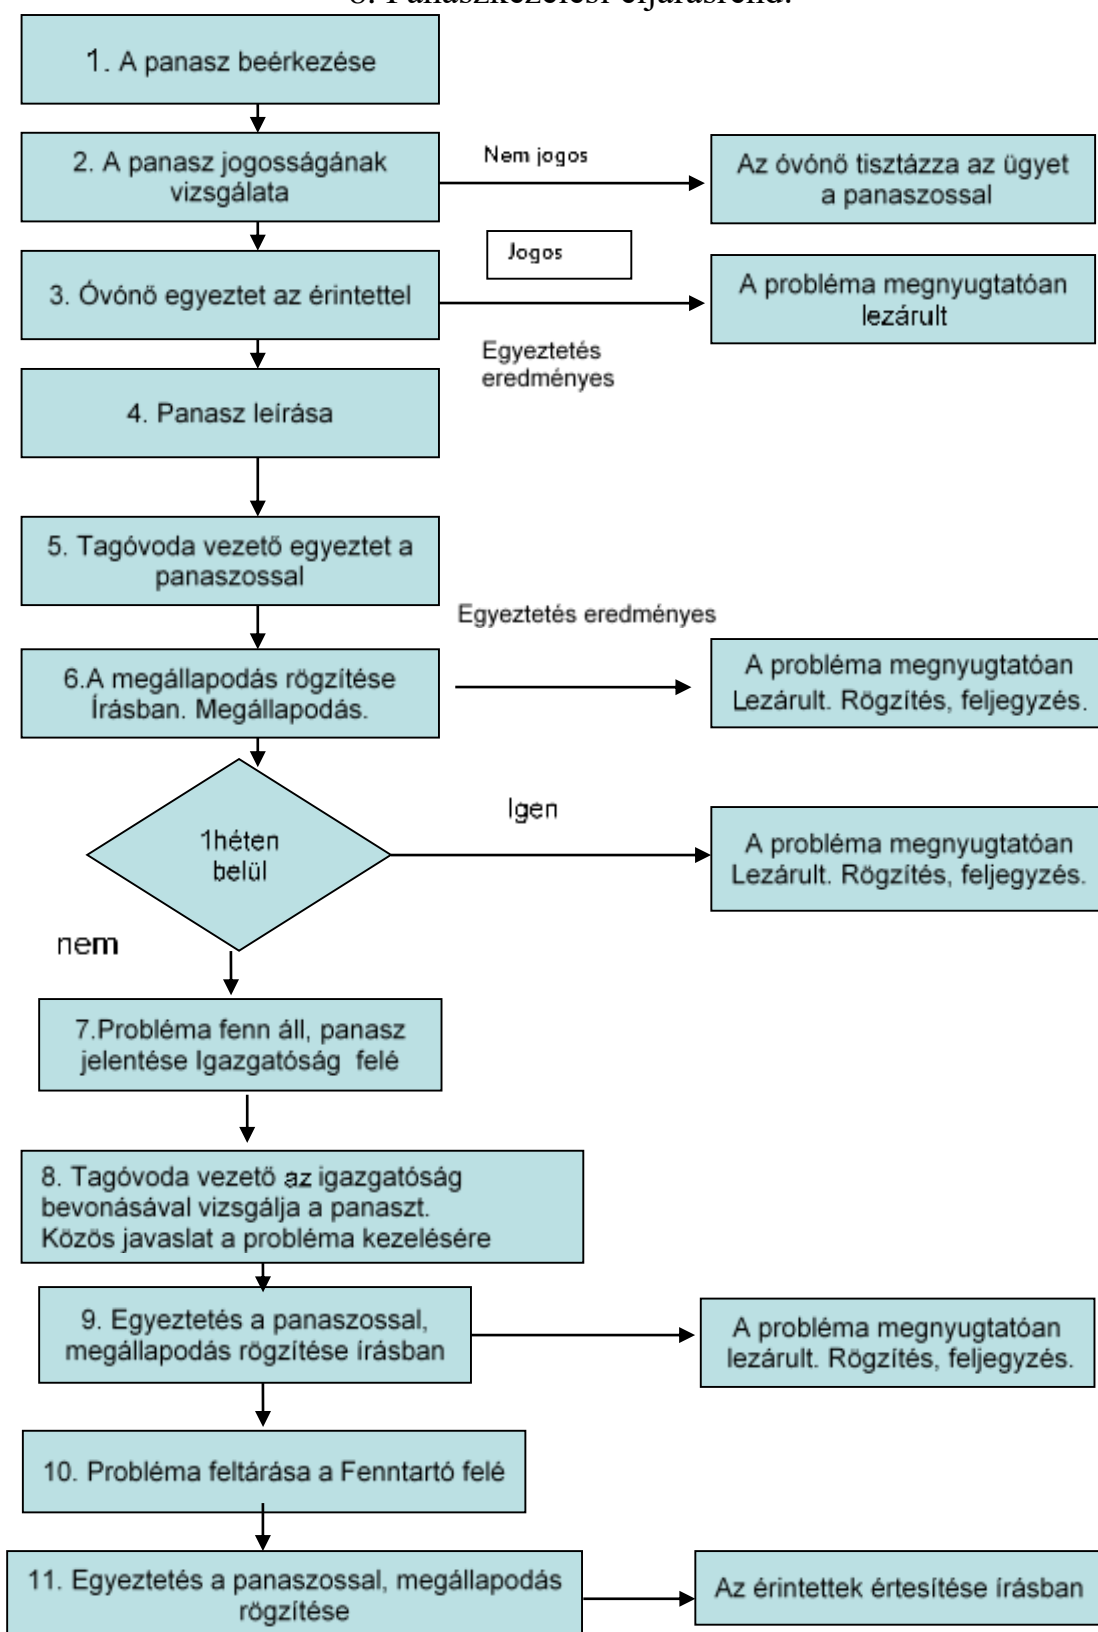 8. Panaszkezelési eljárásrend.
1. A panasz beérkezése
2. A panasz jogosságának
vizsgálata
Nem jogos
Az óvónő tisztázza az ügyet
a panaszossal
Jogos
3. Óvónő egyeztet az érintettel
A probléma megnyugtatóan
lezárult
Egyeztetés
eredményes
4. Panasz leírása
5. Tagóvoda vezető egyeztet a
panaszossal
Egyeztetés eredményes
6.A megállapodás rögzítése
Írásban. Megállapodás.
A probléma megnyugtatóan
Lezárult. Rögzítés, feljegyzés.
1héten
belül
Igen
A probléma megnyugtatóan
Lezárult. Rögzítés, feljegyzés.
nem
7.Probléma fenn áll, panasz
jelentése Igazgatóság felé
8. Tagóvoda vezető az igazgatóság
bevonásával vizsgálja a panaszt.
Közös javaslat a probléma kezelésére
9. Egyeztetés a panaszossal,
megállapodás rögzítése írásban
A probléma megnyugtatóan
lezárult. Rögzítés, feljegyzés.
10. Probléma feltárása a Fenntartó felé
11. Egyeztetés a panaszossal, megállapodás
rögzítése
Az érintettek értesítése írásban